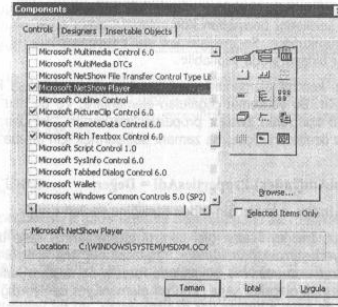 Components
Controls
Designers
Insertable Objects
Microsoft Multimedia Control 6.0
Microsoft MultiMedia DTCs
Microsoft NetShow File Transfer Control Type Lit
Microsoft NetShow Player
Microsoft Outline Control
Microsoft PictureClip Control 6.0
Microsoft RemoteData Control 6.0
Microsoft Rich Textbox Control 6.0
Microsoft Script Control 1.0
Microsoft SysInfo Control 6.0
Microsoft Tabbed Dialog Control 6.0
Microsoft Wallet
Microsoft Windows Common Controls 5.0 (SP2)
Browse...
Selected Items Only
Microsoft NetShow Player
Location: C:\WINDOWS\SYSTEM\MSDXM.OCX
Tamam
İptal
Uygula